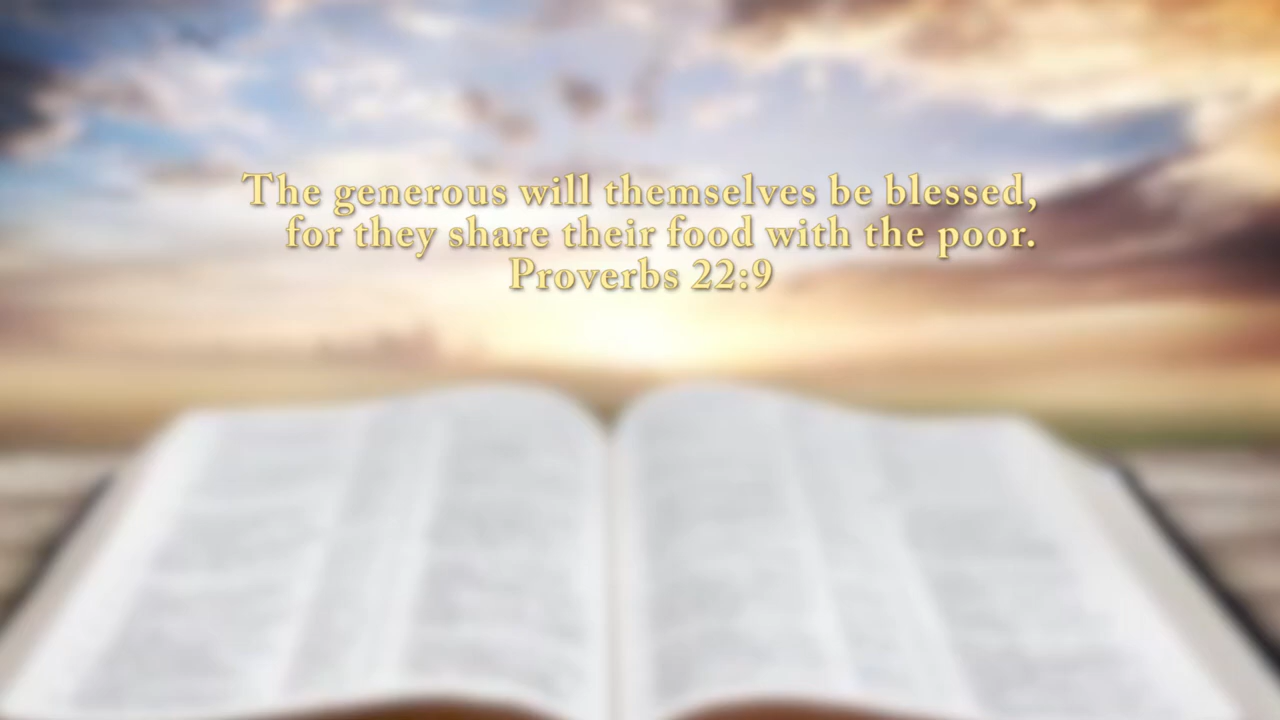 The generous will themselves be blessed,
for they share their food with the poor.
Proverbs 22:9